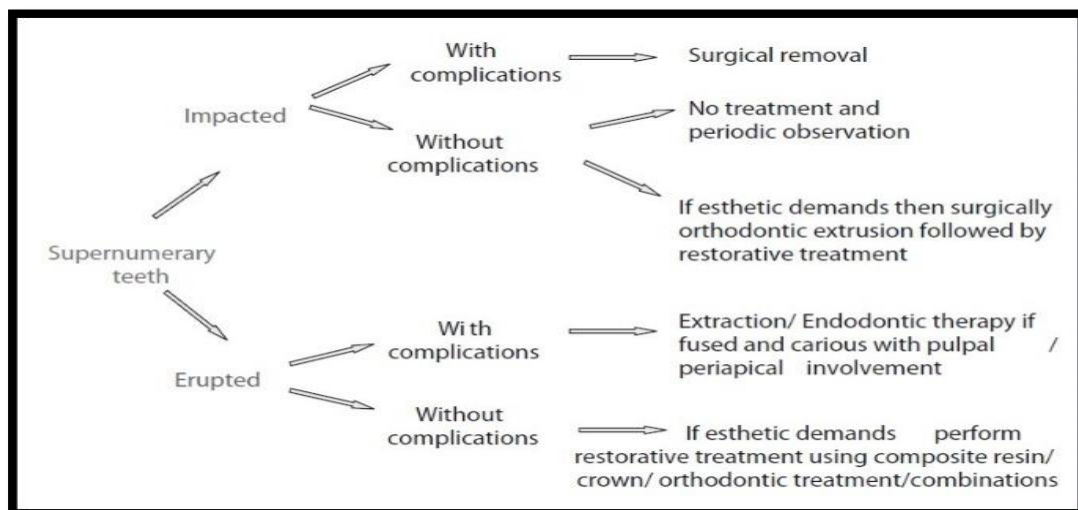 With
complications
Surgical removal
Impacted
No treatment and
periodic observation
Without
complications
If esthetic demands then surgically
orthodontic extrusion followed by
restorative treatment
Supernumerary
teeth
Wi th
complications
Extraction/ Endodontic therapy if
fused and carious with pulpal /
periapical involvement
Erupted
Without
complications
If esthetic demands perform
restorative treatment using composite resin/
crown/ orthodontic treatment/combinations